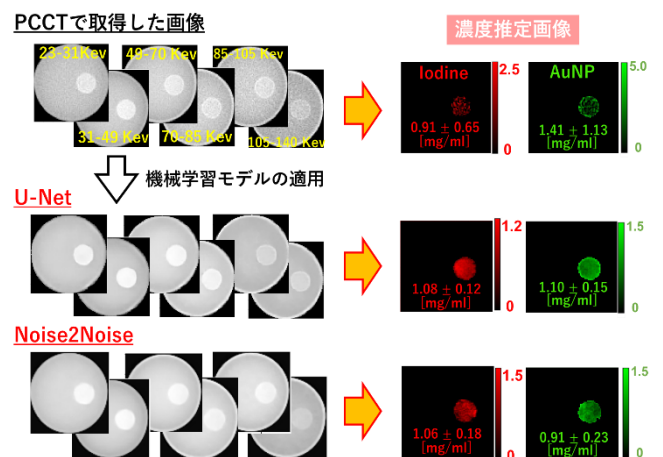 PCCTで取得した画像
濃度推定画像
23-31Kev
49-70 Kev
85-105 Kev
31-49 Kev
70-85 Kev
105-140 Kev
Iodine
0.91 ± 0.65
[mg/ml]
2.5
0
AuNP
1.41 ± 1.13
[mg/ml]
5.0
0
機械学習モデルの適用
U-Net
1.08 ± 0.12
[mg/ml]
1.2
0
1.10 ± 0.15
[mg/ml]
1.5
0
Noise2Noise
1.06 ± 0.18
[mg/ml]
1.5
0
0.91 ± 0.23
[mg/ml]
1.5
0